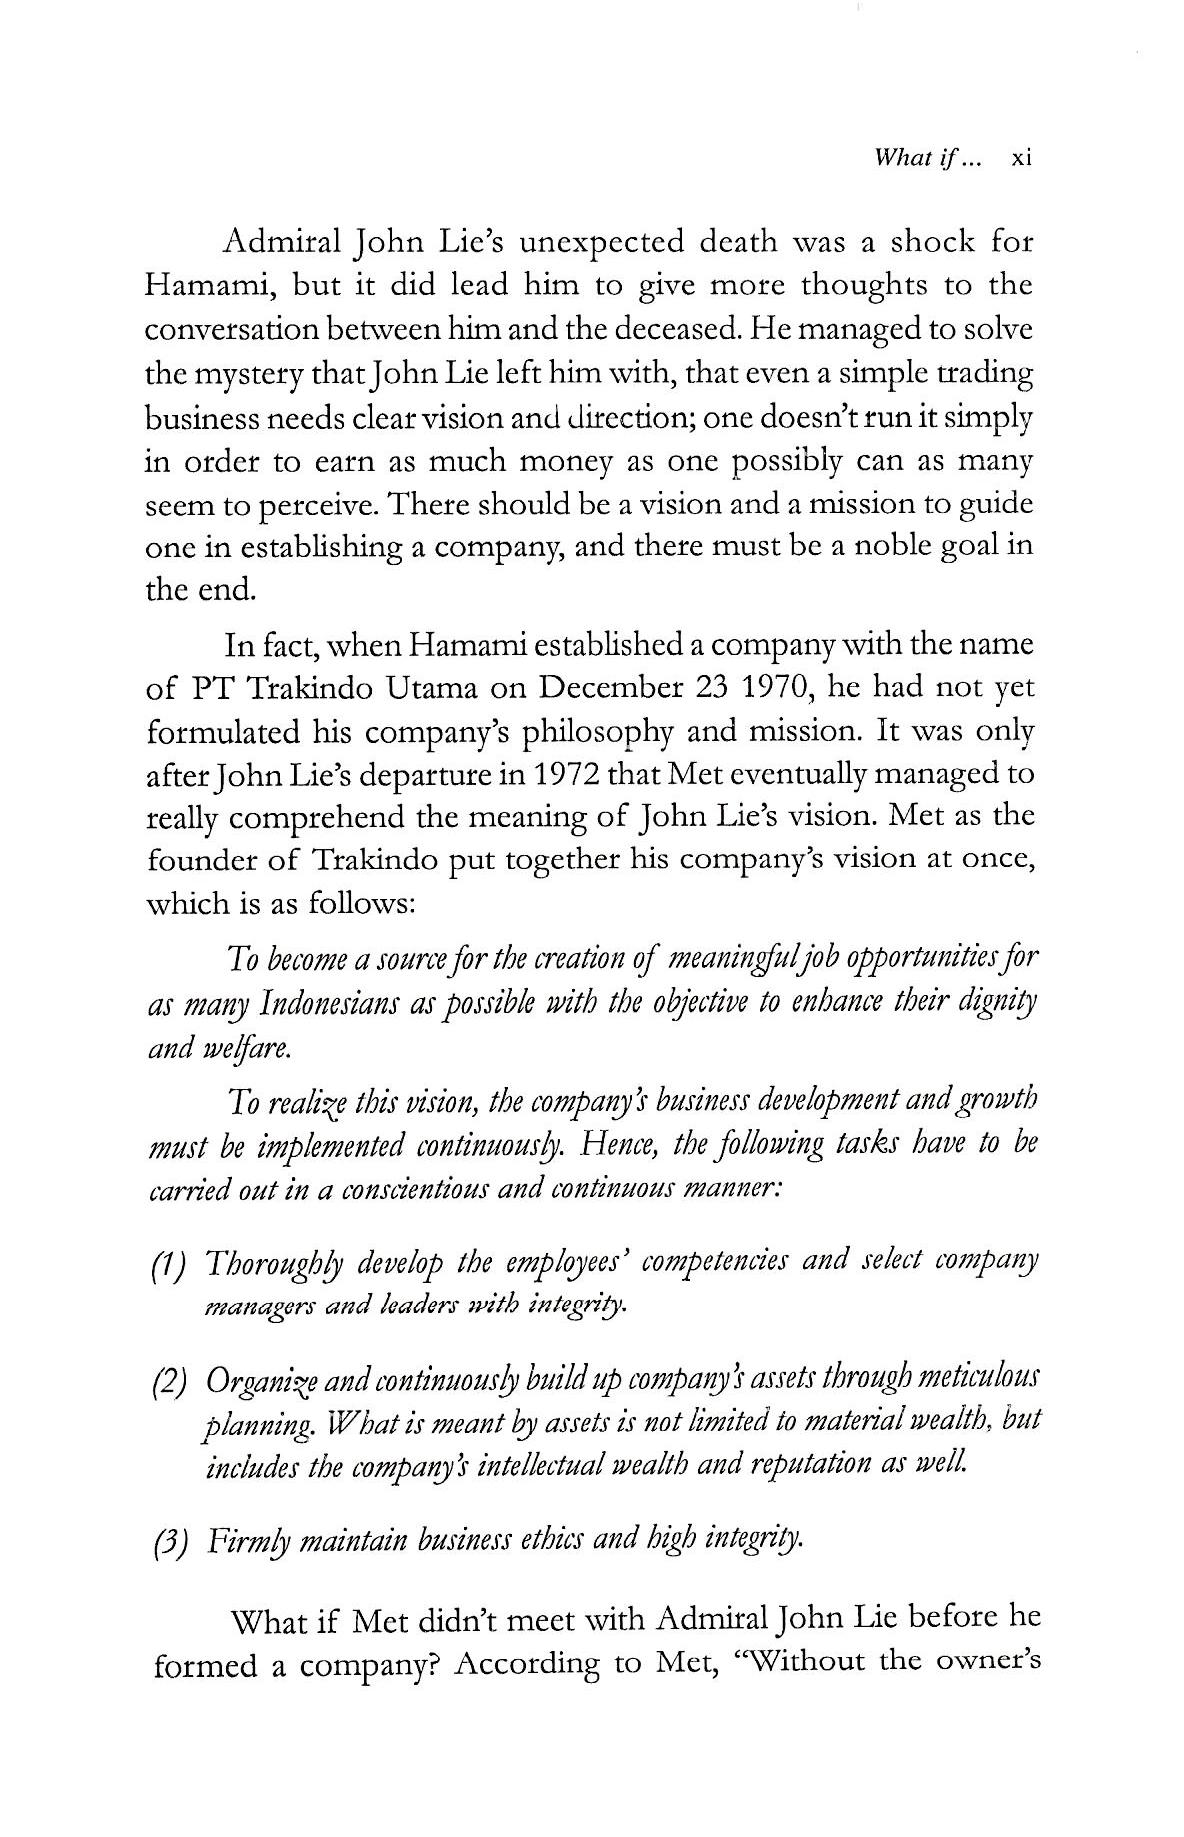 What if... xi
Admiral John Lie's unexpected death was a shock for
Hamami, but it did lead him to give more thoughts to the
conversation between him and the deceased. He managed to solve
the mystery that John Lie left him with, that even a simple trading
business needs clear vision and direction; one doesn't run it simply
in order to earn as much money as one possibly can as many
seem to perceive. There should be a vision and a mission to guide
one in establishing a company, and there must be a noble goal in
the end.
In fact, when Hamami established a company with the name
of PT Trakindo Utama on December 23 1970, he had not yet
formulated his company's philosophy and mission. It was only
after John Lie's departure in 1972 that Met eventually managed to
really comprehend the meaning of John Lie's vision. Met as the
founder of Trakindo put together his company's vision at once,
which is as follows:
To become a source for the creation of meaningful job opportunities for
as many Indonesians as possible with the objective to enhance their dignity
and welfare.
To realize this vision, the company's business development and growth
must be implemented continuously. Hence, the following tasks have to be
carried out in a conscientious and continuous manner:
(1) Thoroughly develop the employees' competencies and select company
managers and leaders with integrity.
(2) Organize and continuously build up company's assets through meticulous
planning. What is meant by assets is not limited to material wealth, but
includes the company's intellectual wealth and reputation as well.
(3) Firmly maintain business ethics and high integrity.
What if Met didn't meet with Admiral John Lie before he
formed a company? According to Met, "Without the owner's